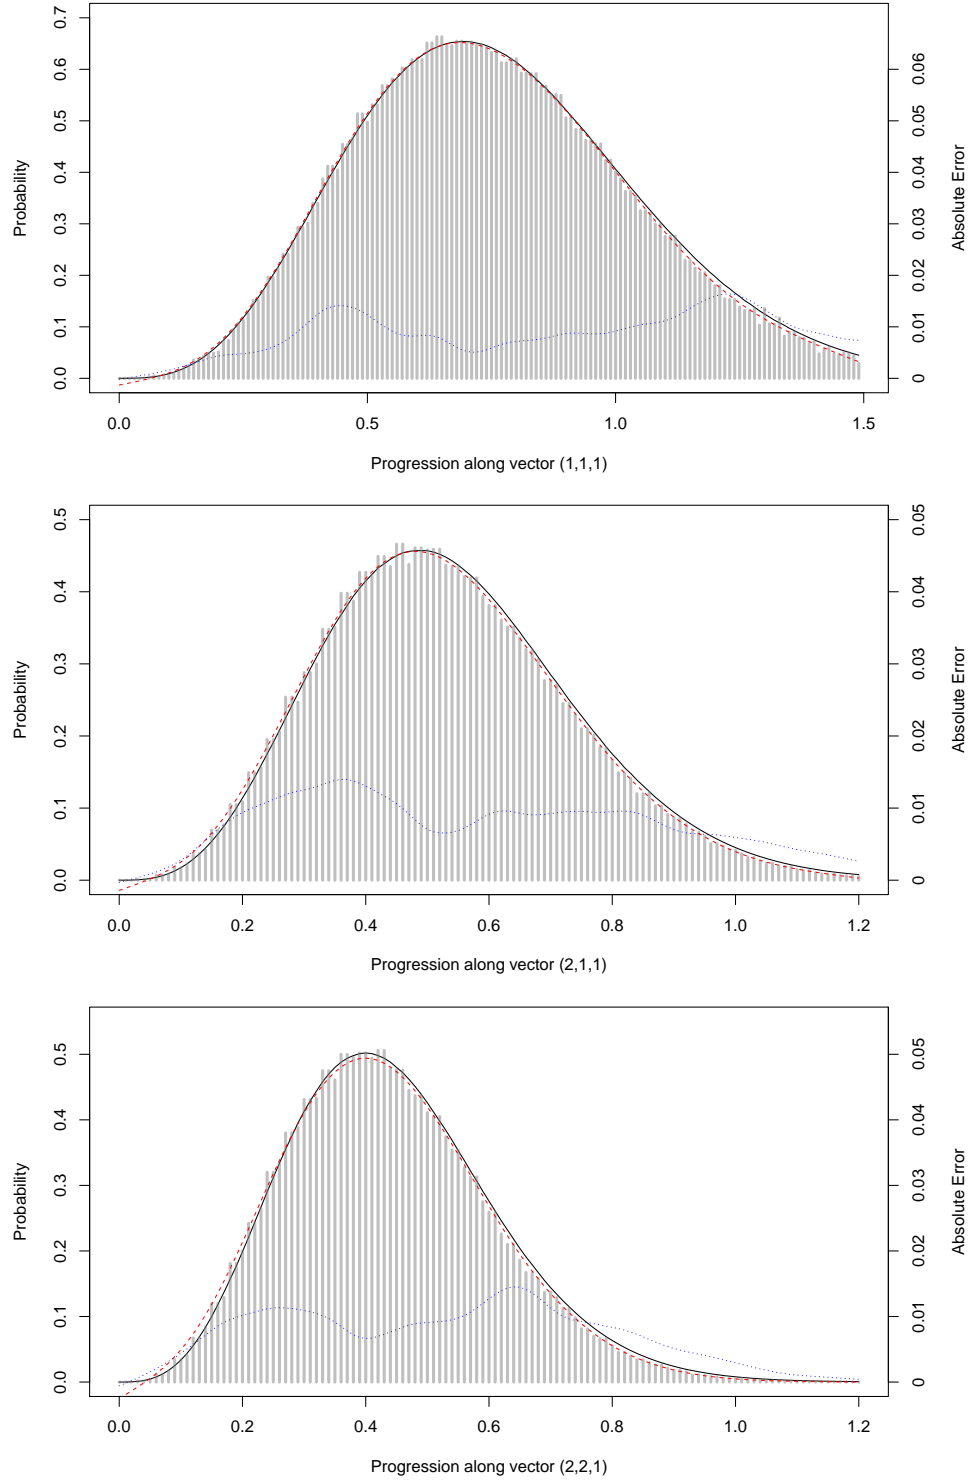 Probability
0.0 0.1 0.2 0.3 0.4 0.5 0.6 0.7
0 0.01 0.02 0.03 0.04 0.05 0.06
Absolute Error
0.0 0.5 1.0 1.5
Progression along vector (1,1,1)
Probability
0.0 0.1 0.2 0.3 0.4 0.5
0 0.01 0.02 0.03 0.04 0.05
Absolute Error
0.0 0.2 0.4 0.6 0.8 1.0 1.2
Progression along vector (2,1,1)
Probability
0.0 0.1 0.2 0.3 0.4 0.5
0 0.01 0.02 0.03 0.04 0.05
Absolute Error
0.0 0.2 0.4 0.6 0.8 1.0 1.2
Progression along vector (2,2,1)